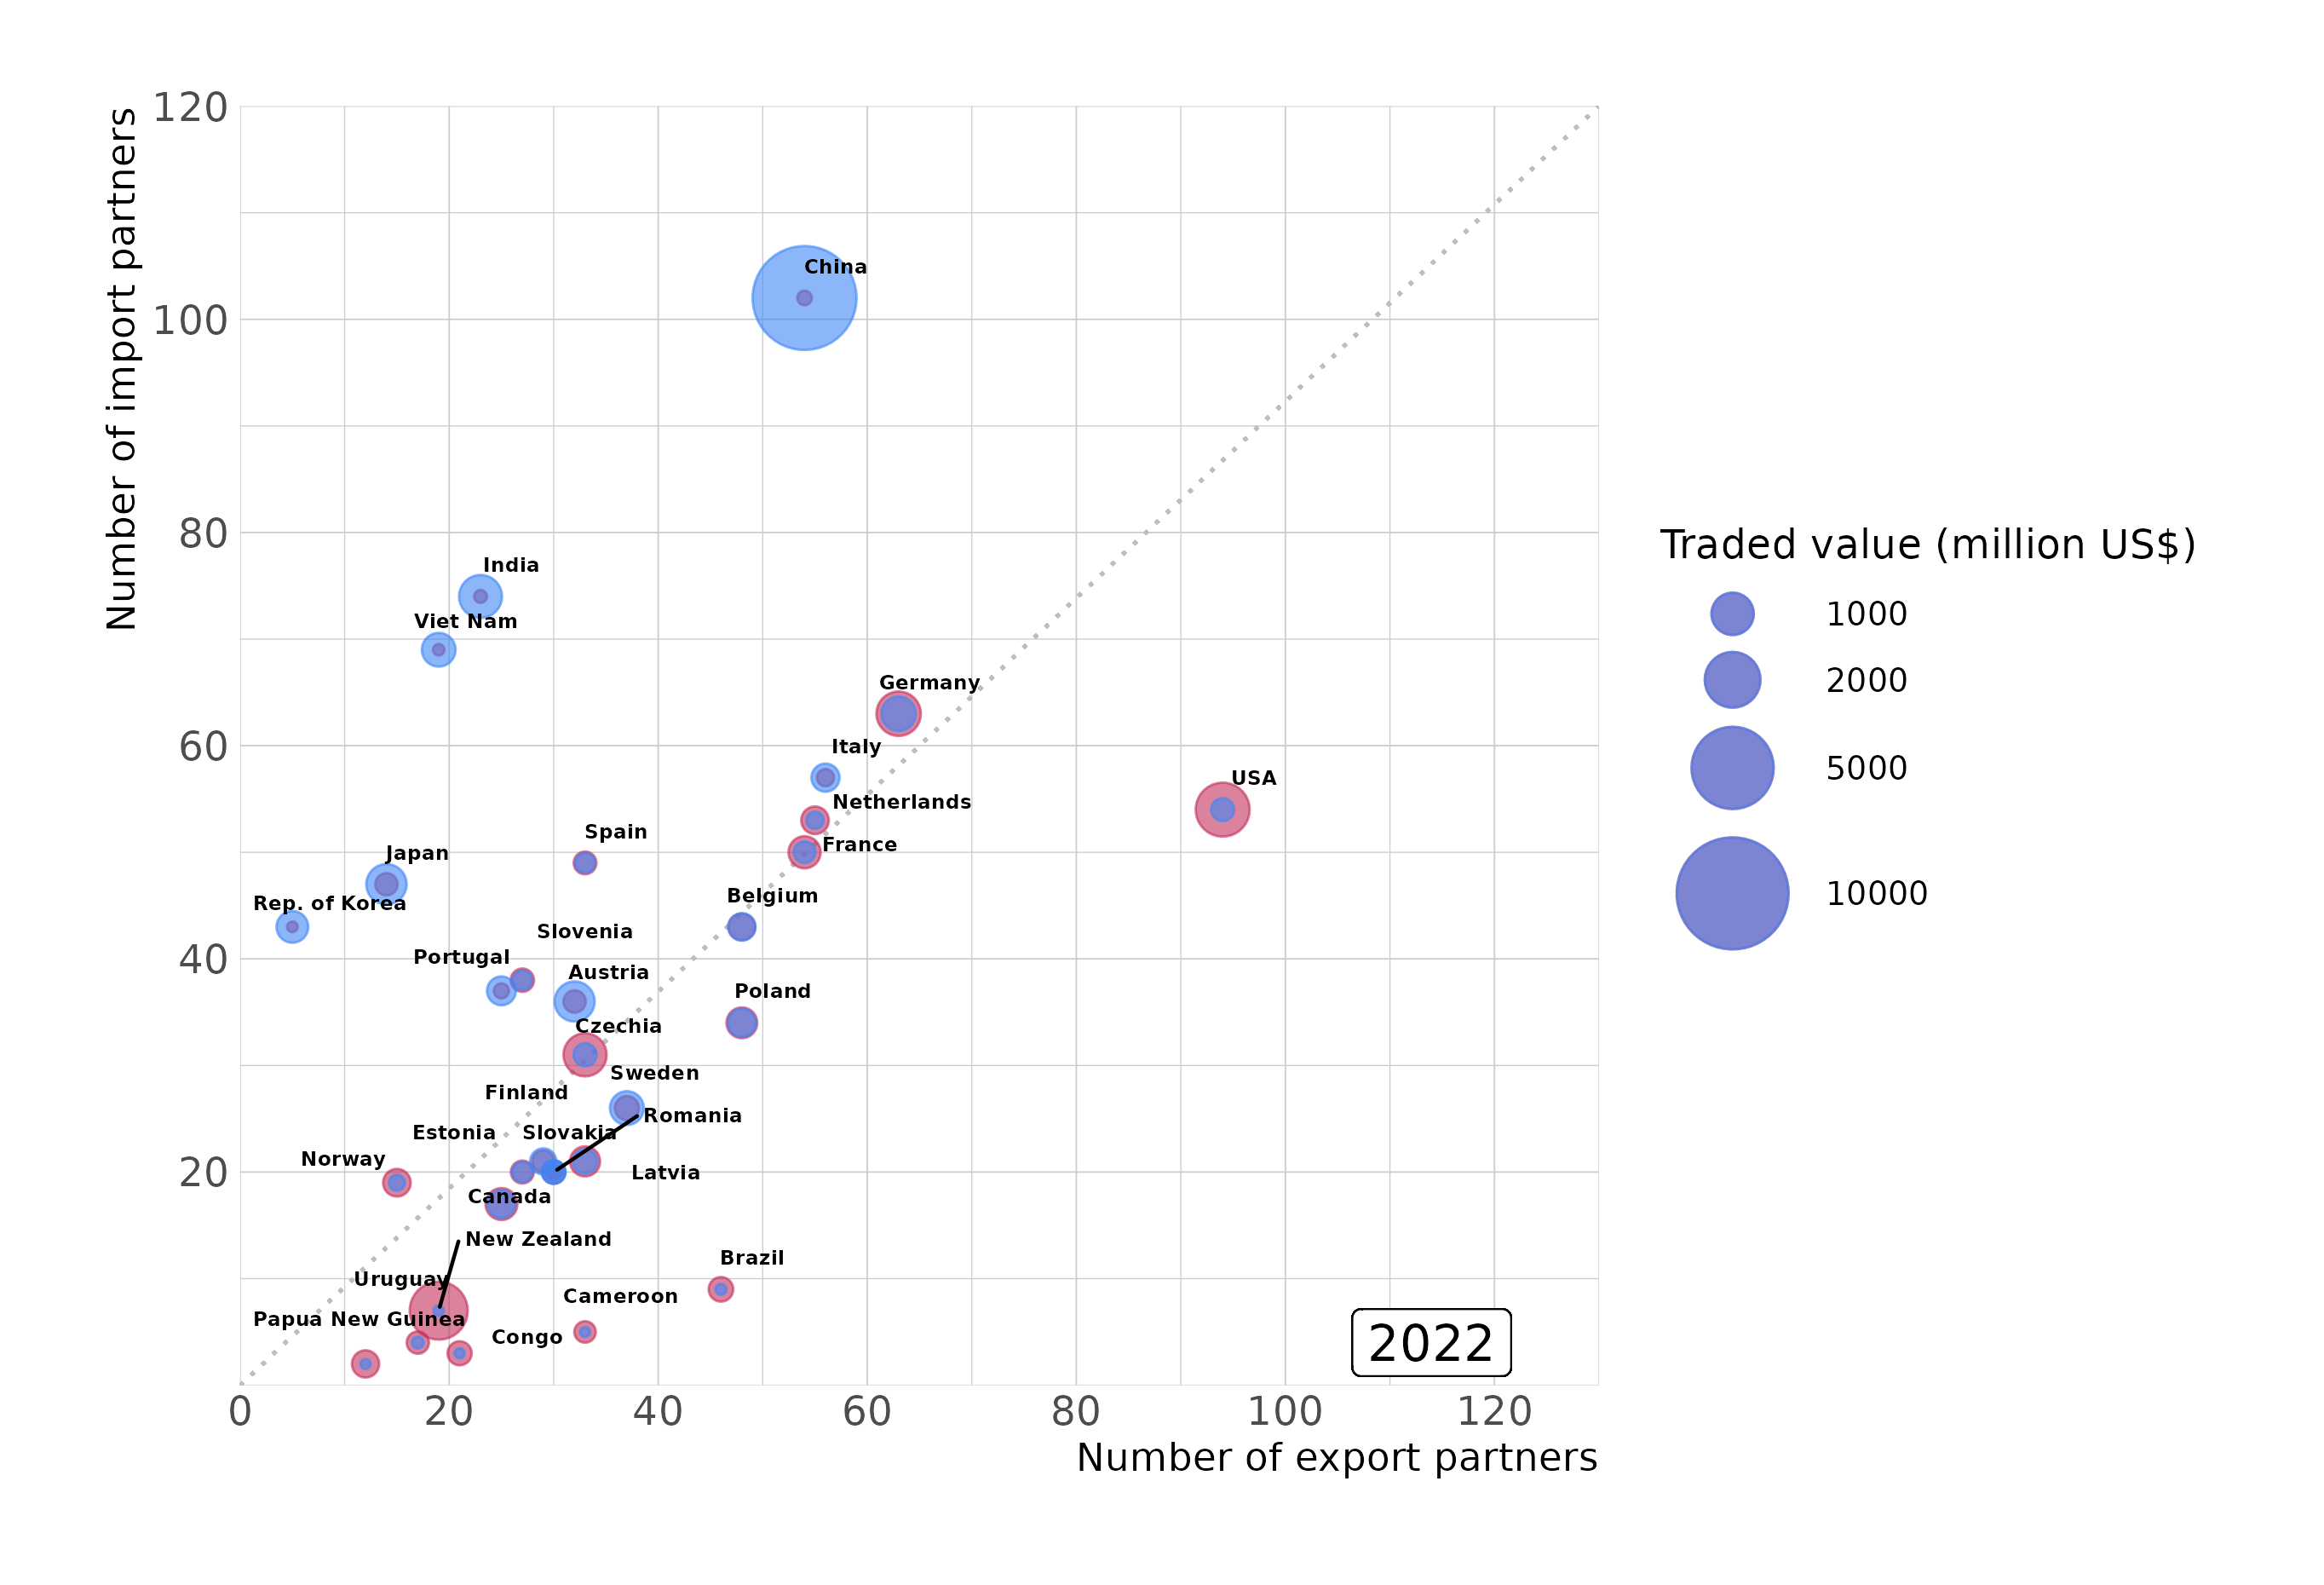 120
100
80
60
40
20
Number of import partners
China
India
Viet Nam
Germany
Italy
USA
Netherlands
Spain
France
Japan
Belgium
Rep. of Korea
Slovenia
Portugal
Austria
Poland
Czechia
Sweden
Finland
Romania
Estonia
Slovakia
Norway
Latvia
Canada
New Zealand
Brazil
Uruguay
Cameroon
Papua New Guinea
Congo
2022
0 20 40 60 80 100 120
Number of export partners
Traded value (million US$)
1000
2000
5000
10000